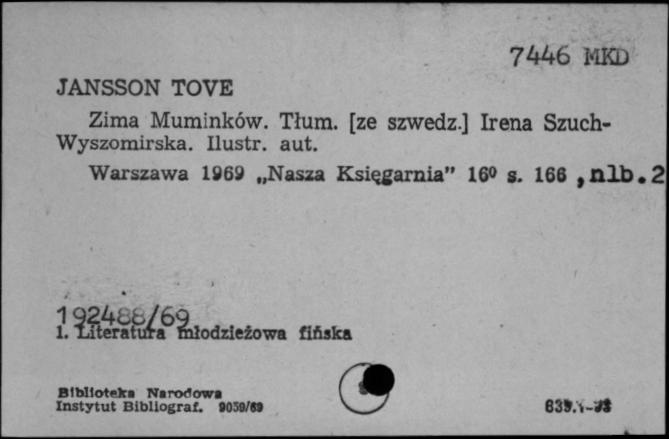 7446 MKD
JANSSON TOVE
Zima Muminków. Tłum. [ze szwedz.] Irena Szuch-
Wyszomirska. Ilustr. aut.
Warszawa 1969 „Nasza Księgarnia” 16⁰ s. 166 , nlb.2
192488/69
1. Literatura młodzieżowa fińska
Biblioteka Narodowa
Instytut Bibliograf. 9059/69